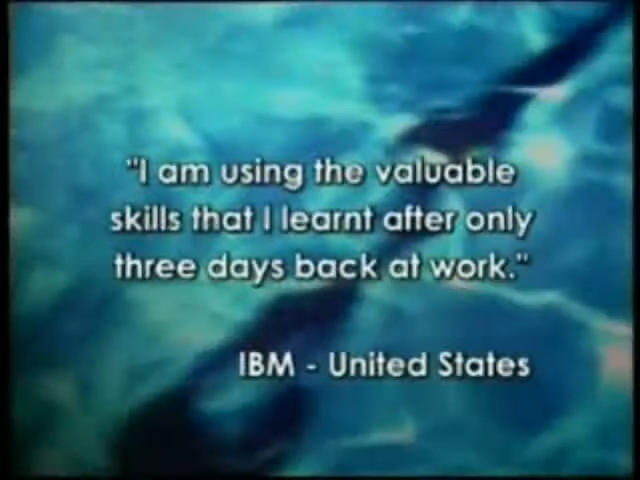 "I am using the valuable
skills that I learnt after only
three days back at work."
IBM - United States